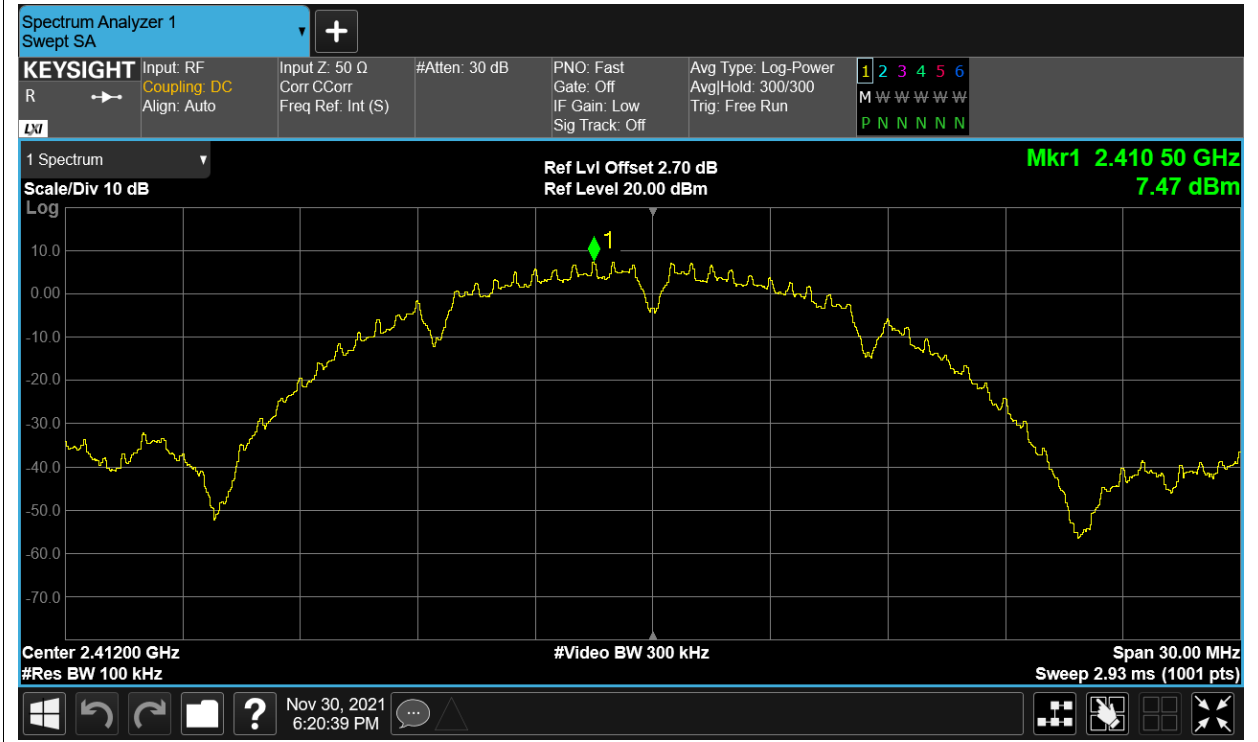 Spectrum Analyzer 1
Swept SA
+
KEYSIGHT
R
LXI
Input: RF
Coupling: DC
Align: Auto
Input Z: 50 Ω
Corr CCorr
Freq Ref: Int (S)
#Atten: 30 dB
PNO: Fast
Gate: Off
IF Gain: Low
Sig Track: Off
Avg Type: Log-Power
Avg|Hold: 300/300
Trig: Free Run
1 2 3 4 5 6
M W W W W W
P N N N N N
1 Spectrum
Scale/Div 10 dB
Log
Ref Lvl Offset 2.70 dB
Ref Level 20.00 dBm
Mkr1 2.410 50 GHz
7.47 dBm
1
10.0
0.00
-10.0
-20.0
-30.0
-40.0
-50.0
-60.0
-70.0
Center 2.41200 GHz
#Res BW 100 kHz
#Video BW 300 kHz
Span 30.00 MHz
Sweep 2.93 ms (1001 pts)
?
Nov 30, 2021
6:20:39 PM